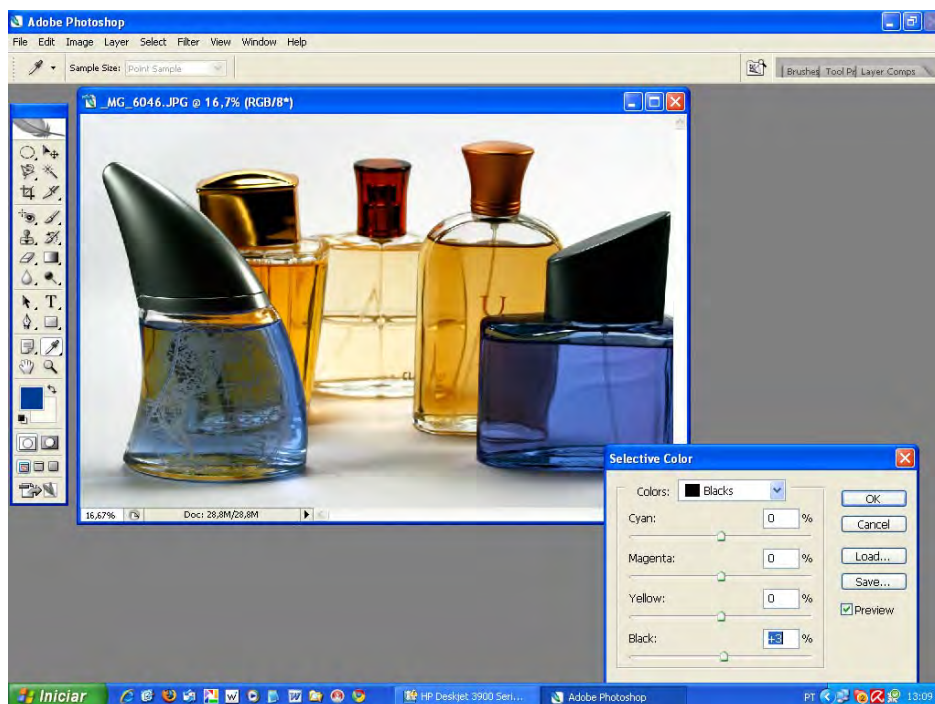 Adobe Photoshop
File Edit Image Layer Select Filter View Window Help
Sample Size: Point Sample
Brushes Tool Pr Layer Comps
_MG_6046.JPG @ 16,7% (RGB/8*)
U
CL
16,67% Doc: 28,8M/28,8M
Selective Color
Colors: Blacks
OK
Cyan: 0 %
Cancel
Magenta: 0 %
Load...
Save...
Yellow: 0 %
Preview
Black: +3 %
Iniciar
HP Deskjet 3900 Seri...
Adobe Photoshop
PT
13:09